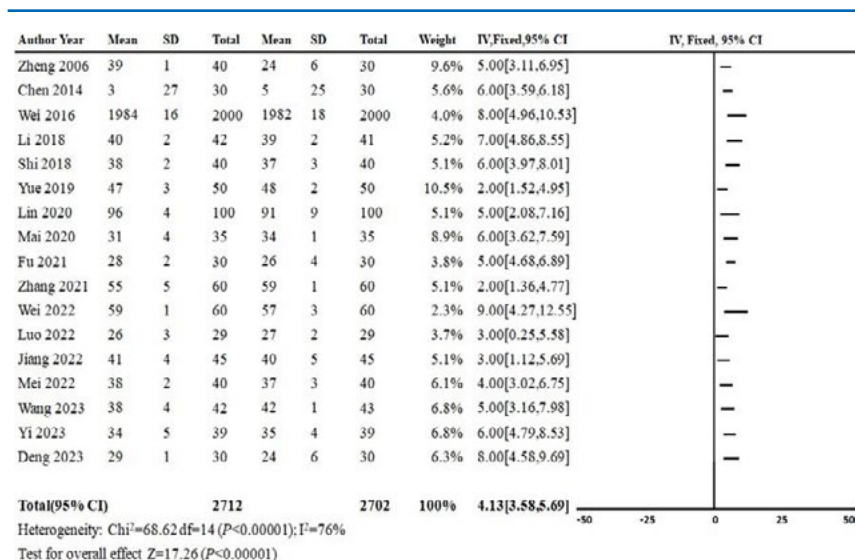 Author Year Mean SD Total Mean SD Total Weight IV,Fixed,95% CI IV, Fixed, 95% CI
Zheng 2006 39 1 40 24 6 30 9.6% 5.00[3.11,6.95]
Chen 2014 3 27 30 5 25 30 5.6% 6.00[3.59,6.18]
Wei 2016 1984 16 2000 1982 18 2000 4.0% 8.00[4.96,10.53]
Li 2018 40 2 42 39 2 41 5.2% 7.00[4.86,8.55]
Shi 2018 38 2 40 37 3 40 5.1% 6.00[3.97,8.01]
Yue 2019 47 3 50 48 2 50 10.5% 2.00[1.52,4.95]
Lin 2020 96 4 100 91 9 100 5.1% 5.00[2.08,7.16]
Mai 2020 31 4 35 34 1 35 8.9% 6.00[3.62,7.59]
Fu 2021 28 2 30 26 4 30 3.8% 5.00[4.68,6.89]
Zhang 2021 55 5 60 59 1 60 5.1% 2.00[1.36,4.77]
Wei 2022 59 1 60 57 3 60 2.3% 9.00[4.27,12.55]
Luo 2022 26 3 29 27 2 29 3.7% 3.00[0.25,5.58]
Jiang 2022 41 4 45 40 5 45 5.1% 3.00[1.12,5.69]
Mei 2022 38 2 40 37 3 40 6.1% 4.00[3.02,6.75]
Wang 2023 38 4 42 42 1 43 6.8% 5.00[3.16,7.98]
Yi 2023 34 5 39 35 4 39 6.8% 6.00[4.79,8.53]
Deng 2023 29 1 30 24 6 30 6.3% 8.00[4.58,9.69]
Total(95% CI) 2712 2702 100% 4.13[3.58,5.69]
-50 -25 0 25 50
Heterogeneity: Chi²=68.62 df=14 (P<0.00001); I²=76%
Test for overall effect Z=17.26 (P<0.00001)